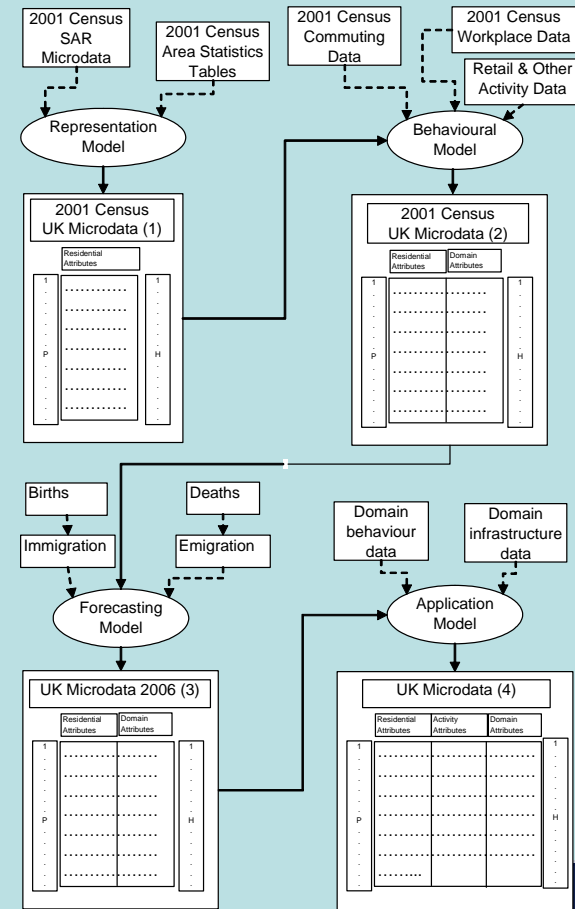 2001 Census
SAR
Microdata
2001 Census
Area Statistics
Tables
Representation
Model
2001 Census
UK Microdata (1)
Residential
Attributes
1
P
1
H
2001 Census
Commuting
Data
2001 Census
Workplace Data
Retail & Other
Activity Data
Behavioural
Model
2001 Census
UK Microdata (2)
Residential
Attributes
Domain
Attributes
1
P
1
H
Births
Deaths
Immigration
Emigration
Forecasting
Model
UK Microdata 2006 (3)
Residential
Attributes
Domain
Attributes
1
P
1
H
Domain
behaviour
data
Domain
infrastructure
data
Application
Model
UK Microdata (4)
Residential
Attributes
Activity
Attributes
Domain
Attributes
1
P
1
H